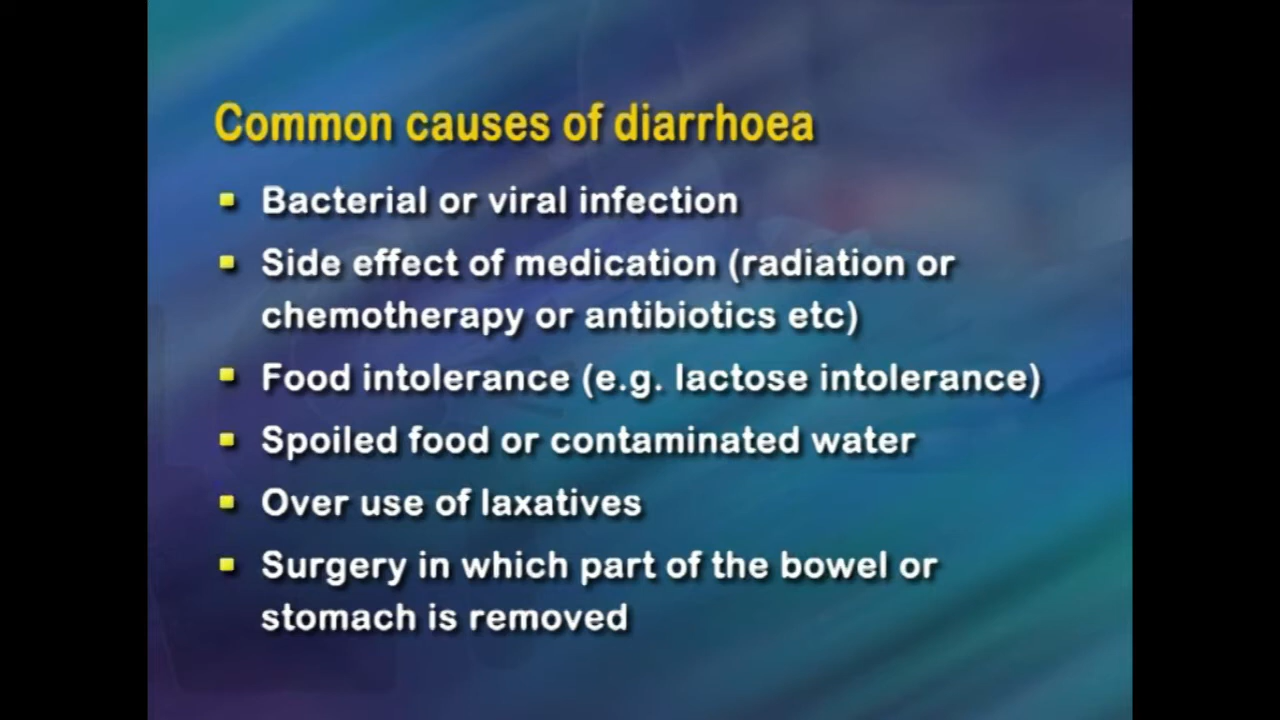 Common causes of diarrhoea
Bacterial or viral infection
Side effect of medication (radiation or
chemotherapy or antibiotics etc)
Food intolerance (e.g. lactose intolerance)
Spoiled food or contaminated water
Over use of laxatives
Surgery in which part of the bowel or
stomach is removed